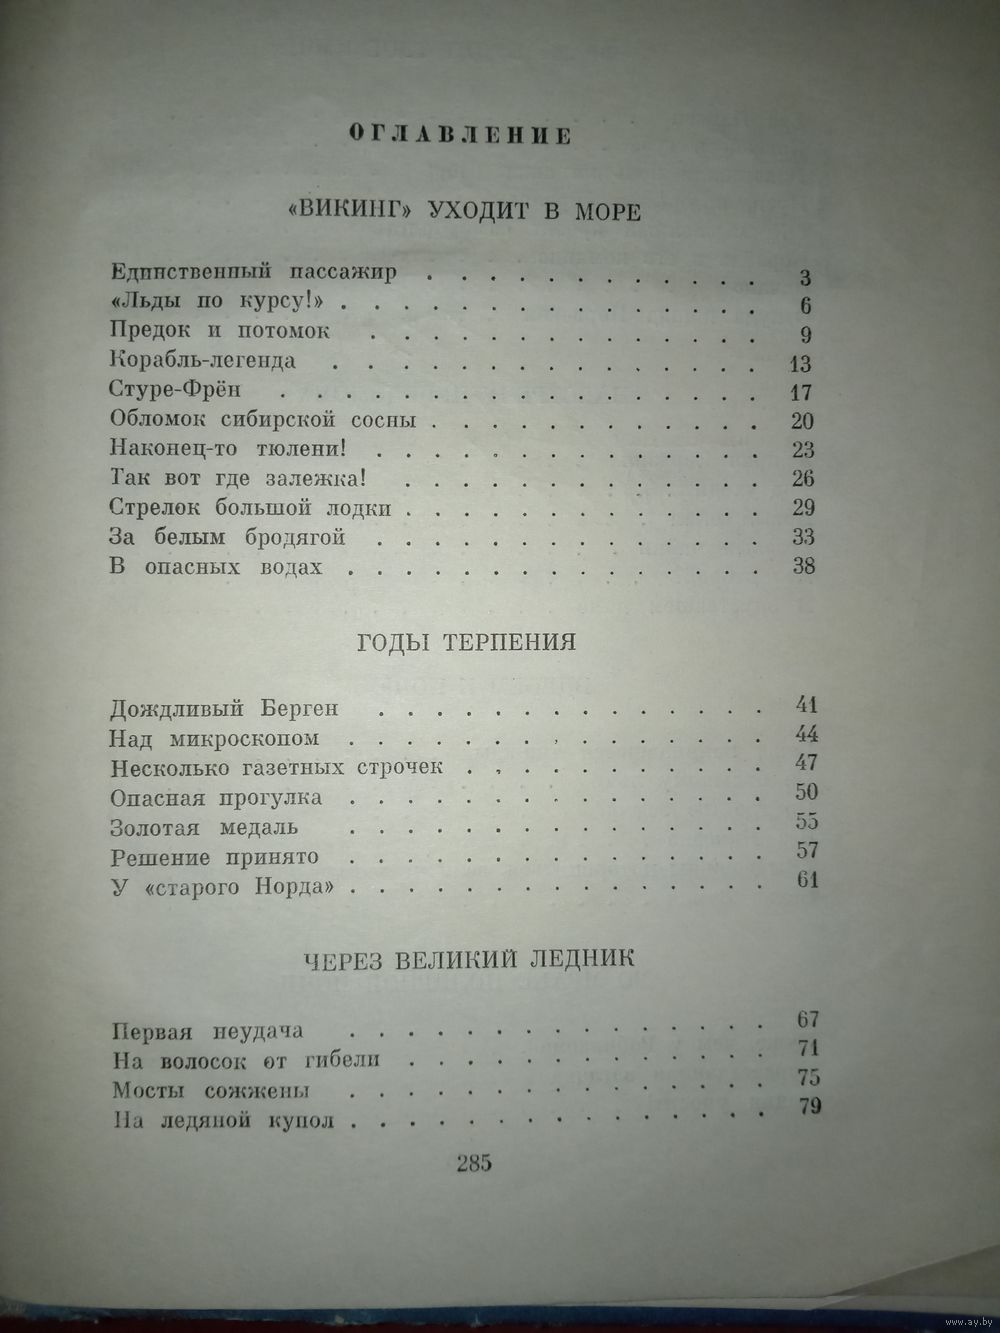 ОГЛАВЛЕНИЕ
«ВИКИНГ» УХОДИТ В МОРЕ
Единственный пассажир . . . . . . . . . . . . 3
«Льды по курсу!» . . . . . . . . . . . . . . . 6
Предок и потомок . . . . . . . . . . . . . . 9
Корабль-легенда . . . . . . . . . . . . . . . 13
Стуре-Фрён . . . . . . . . . . . . . . . . . 17
Обломок сибирской сосны . . . . . . . . . . . . 20
Наконец-то тюлени! . . . . . . . . . . . . . . 23
Так вот где залежка! . . . . . . . . . . . . . 26
Стрелок большой лодки . . . . . . . . . . . . . 29
За белым бродягой . . . . . . . . . . . . . . 33
В опасных водах . . . . . . . . . . . . . . . 38
ГОДЫ ТЕРПЕНИЯ
Дождливый Берген . . . . . . . . . . . . . . 41
Над микроскопом . . . . . . . . . . . . . . . 44
Несколько газетных строчек . . . . . . . . . . . 47
Опасная прогулка . . . . . . . . . . . . . . . 50
Золотая медаль . . . . . . . . . . . . . . . 55
Решение принято . . . . . . . . . . . . . . . 57
У «старого Норда» . . . . . . . . . . . . . . . 61
ЧЕРЕЗ ВЕЛИКИЙ ЛЕДНИК
Первая неудача . . . . . . . . . . . . . . . 67
На волосок от гибели . . . . . . . . . . . . . 71
Мосты сожжены . . . . . . . . . . . . . . . 75
На ледяной купол . . . . . . . . . . . . . . . 79
285
www.ay.by